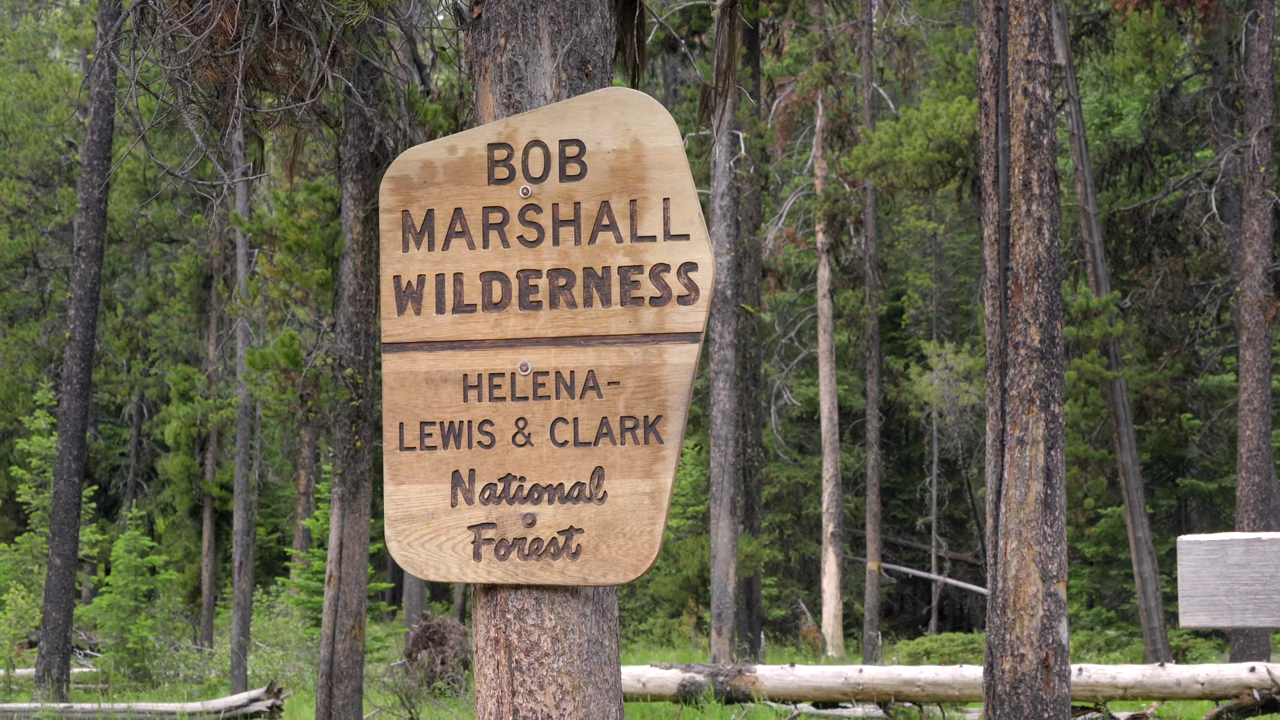 BOB
MARSHALL
WILDERNESS
HELENA-
LEWIS & CLARK
National
Forest